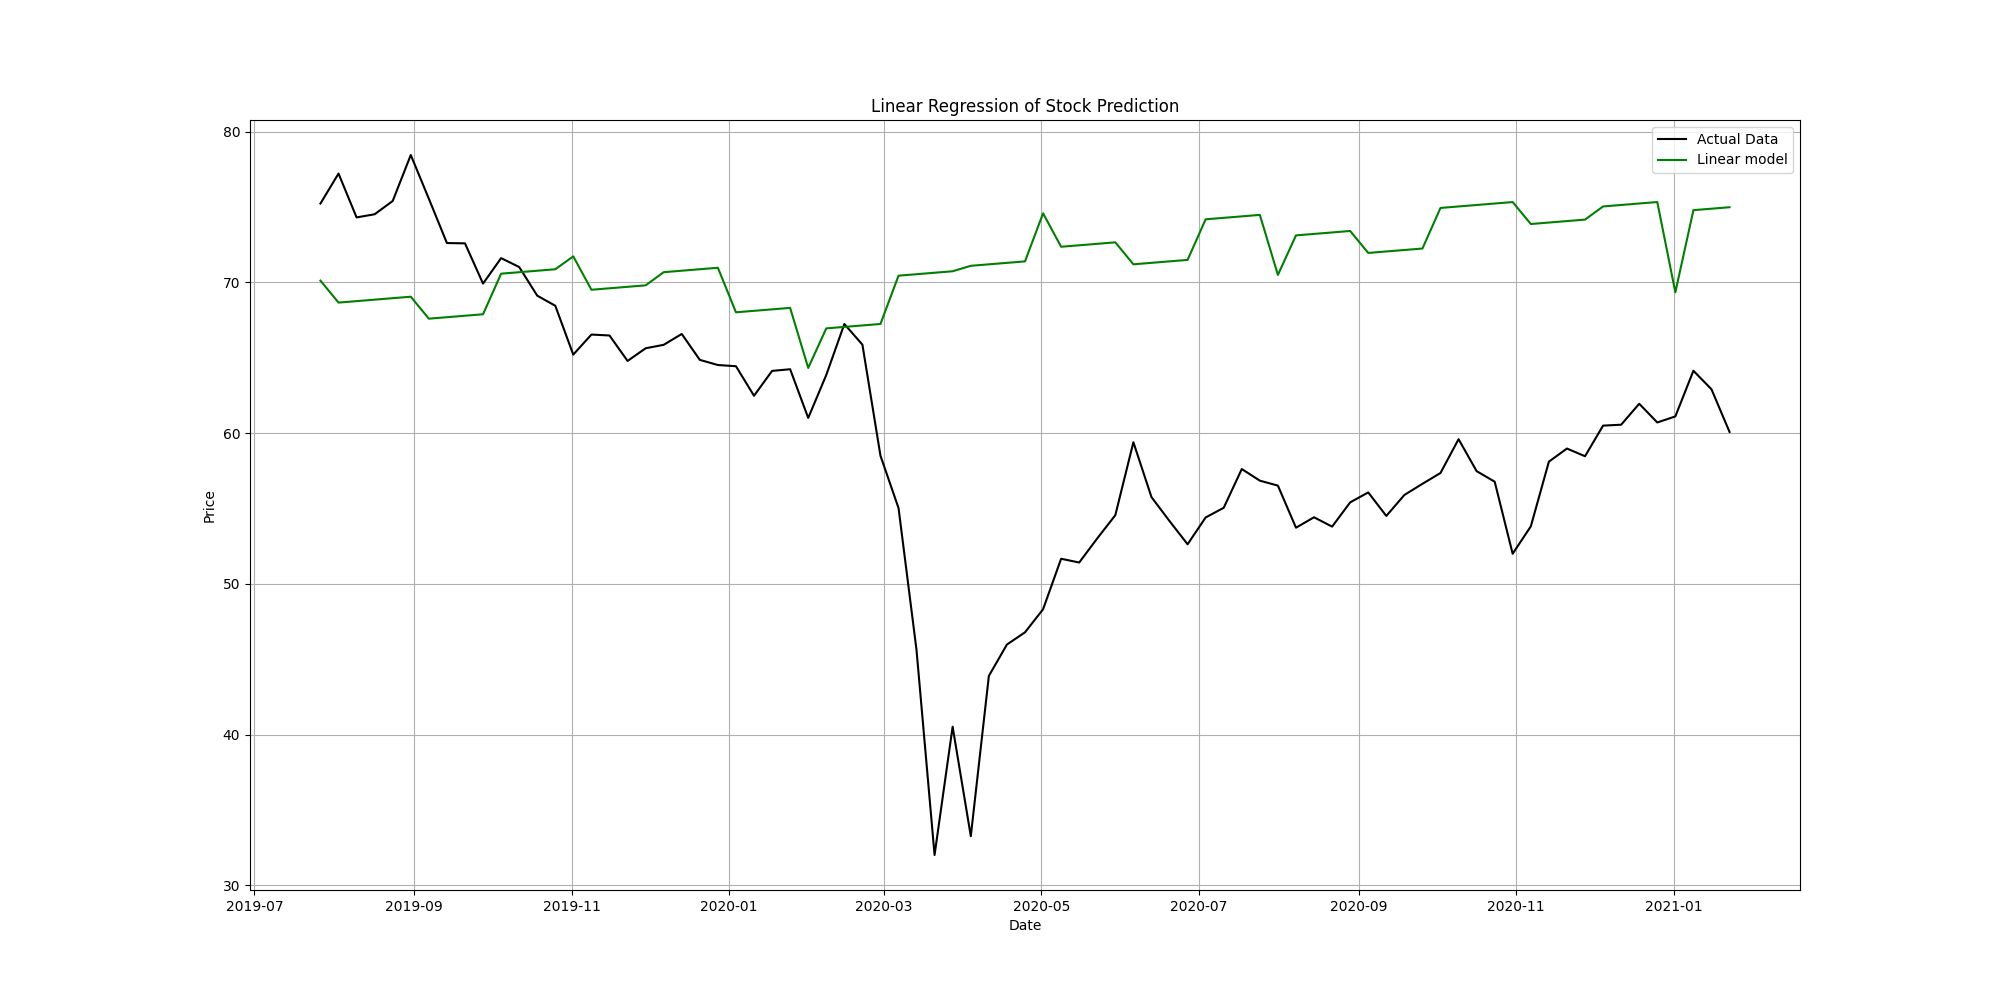 Linear Regression of Stock Prediction
Actual Data
Linear model
80
70
60
50
40
30
Price
2019-07 2019-09 2019-11 2020-01 2020-03 2020-05 2020-07 2020-09 2020-11 2021-01
Date